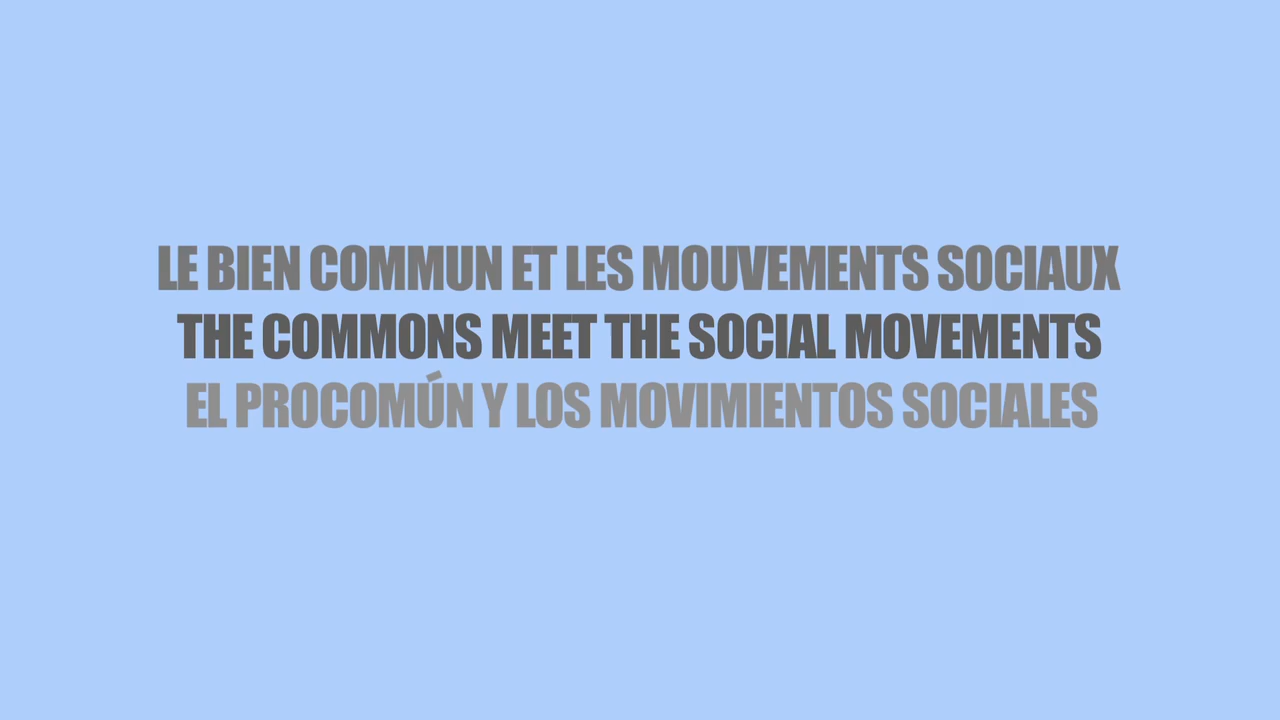 LE BIEN COMMUN ET LES MOUVEMENTS SOCIAUX
THE COMMONS MEET THE SOCIAL MOVEMENTS
EL PROCOMÚN Y LOS MOVIMIENTOS SOCIALES